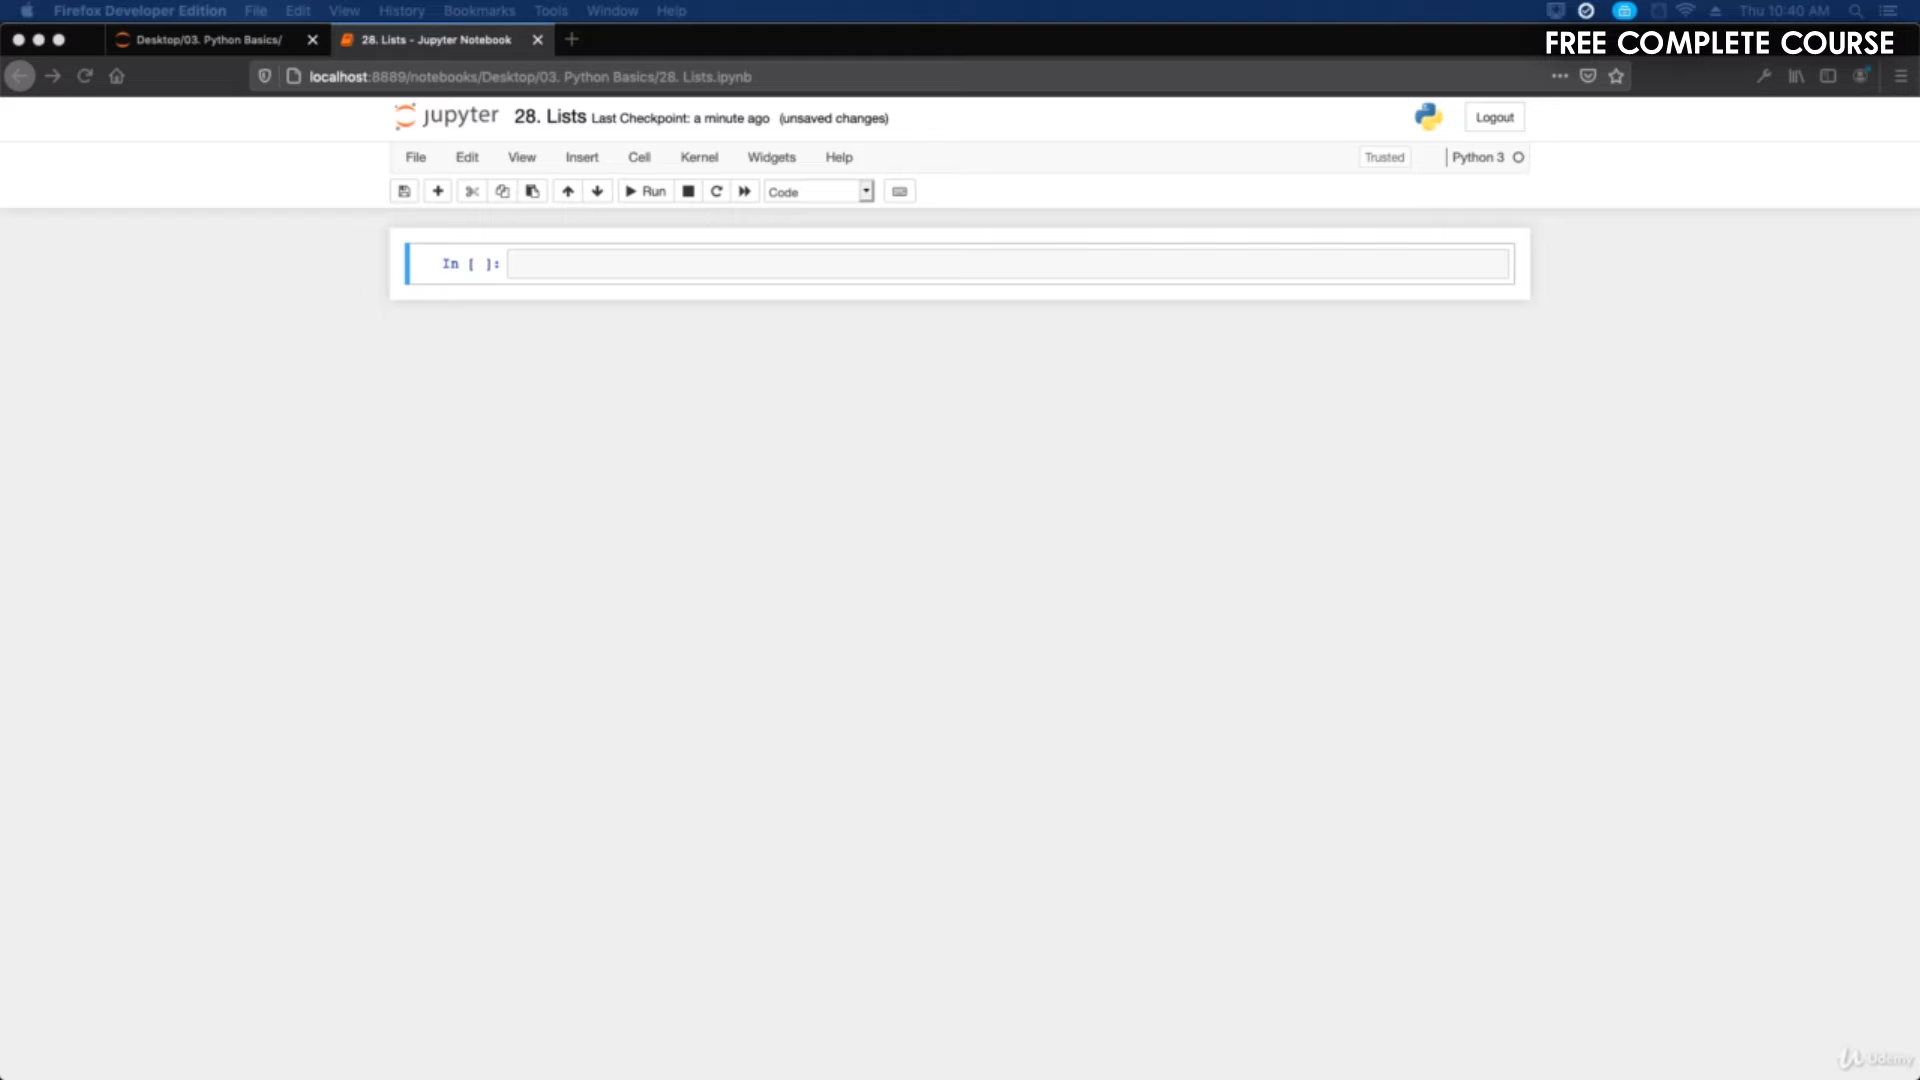 Firefox Developer Edition File Edit View History Bookmarks Tools Window Help Thu 10:40 AM
Desktop/03. Python Basics/ 28. Lists - Jupyter Notebook
FREE COMPLETE COURSE
localhost:8889/notebooks/Desktop/03. Python Basics/28. Lists.ipynb
jupyter 28. Lists Last Checkpoint: a minute ago (unsaved changes) Logout
File Edit View Insert Cell Kernel Widgets Help Trusted Python 3
Run Code
In [ ]:
Udemy